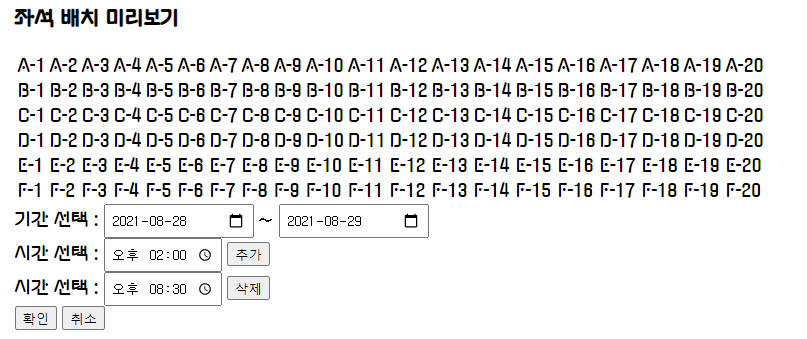 좌석 배치 미리보기
A-1 A-2 A-3 A-4 A-5 A-6 A-7 A-8 A-9 A-10 A-11 A-12 A-13 A-14 A-15 A-16 A-17 A-18 A-19 A-20
B-1 B-2 B-3 B-4 B-5 B-6 B-7 B-8 B-9 B-10 B-11 B-12 B-13 B-14 B-15 B-16 B-17 B-18 B-19 B-20
C-1 C-2 C-3 C-4 C-5 C-6 C-7 C-8 C-9 C-10 C-11 C-12 C-13 C-14 C-15 C-16 C-17 C-18 C-19 C-20
D-1 D-2 D-3 D-4 D-5 D-6 D-7 D-8 D-9 D-10 D-11 D-12 D-13 D-14 D-15 D-16 D-17 D-18 D-19 D-20
E-1 E-2 E-3 E-4 E-5 E-6 E-7 E-8 E-9 E-10 E-11 E-12 E-13 E-14 E-15 E-16 E-17 E-18 E-19 E-20
F-1 F-2 F-3 F-4 F-5 F-6 F-7 F-8 F-9 F-10 F-11 F-12 F-13 F-14 F-15 F-16 F-17 F-18 F-19 F-20
기간 선택 : 2021-08-28 ~ 2021-08-29
시간 선택 : 오후 02:00 추가
시간 선택 : 오후 08:30 삭제
확인 취소